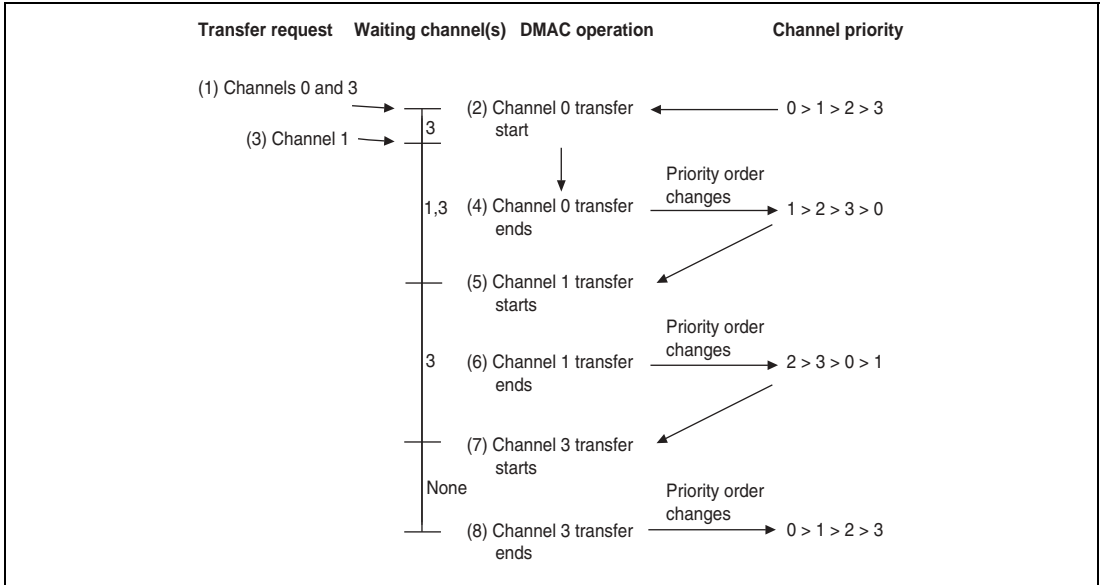 Transfer request Waiting channel(s) DMAC operation Channel priority
(1) Channels 0 and 3
(2) Channel 0 transfer
start
0 > 1 > 2 > 3
3
(3) Channel 1
Priority order
changes
1,3
(4) Channel 0 transfer
ends
1 > 2 > 3 > 0
(5) Channel 1 transfer
starts
Priority order
changes
3
(6) Channel 1 transfer
ends
2 > 3 > 0 > 1
(7) Channel 3 transfer
starts
None
Priority order
changes
(8) Channel 3 transfer
ends
0 > 1 > 2 > 3